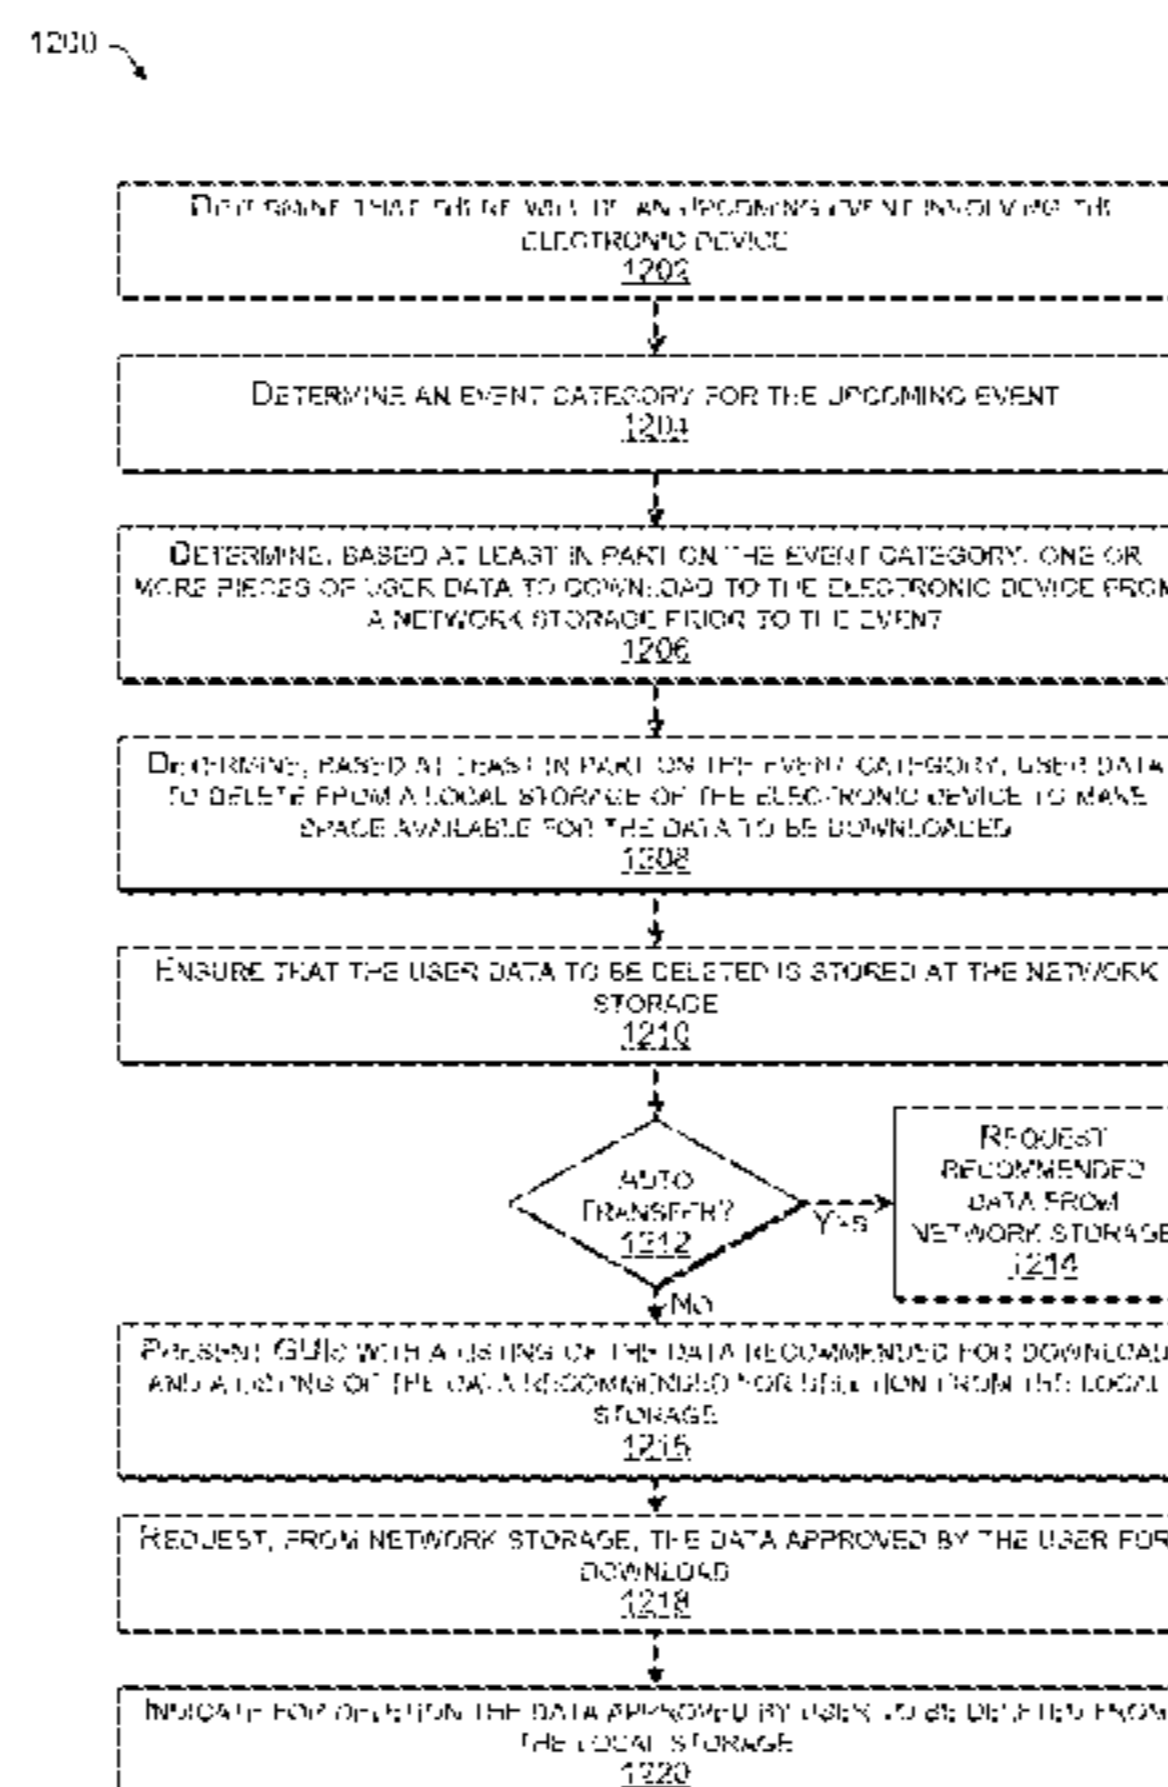 1200
DETERMINE THAT THERE WILL BE AN UPCOMING EVENT INVOLVING THE
ELECTRONIC DEVICE
1202
DETERMINE AN EVENT CATEGORY FOR THE UPCOMING EVENT
1204
DETERMINE, BASED AT LEAST IN PART ON THE EVENT CATEGORY, ONE OR
MORE PIECES OF USER DATA TO DOWNLOAD TO THE ELECTRONIC DEVICE FROM
A NETWORK STORAGE PRIOR TO THE EVENT
1206
DETERMINE, BASED AT LEAST IN PART ON THE EVENT CATEGORY, USER DATA
TO DELETE FROM A LOCAL STORAGE OF THE ELECTRONIC DEVICE TO MAKE
SPACE AVAILABLE FOR THE DATA TO BE DOWNLOADED
1208
ENSURE THAT THE USER DATA TO BE DELETED IS STORED AT THE NETWORK
STORAGE
1210
AUTO
TRANSFER?
1212
YES
REQUEST
RECOMMENDED
DATA FROM
NETWORK STORAGE
1214
NO
PRESENT GUIS WITH A LISTING OF THE DATA RECOMMENDED FOR DOWNLOAD
AND A LISTING OF THE DATA RECOMMENDED FOR DELETION FROM THE LOCAL
STORAGE
1216
REQUEST, FROM NETWORK STORAGE, THE DATA APPROVED BY THE USER FOR
DOWNLOAD
1218
INDICATE FOR DELETION THE DATA APPROVED BY USER TO BE DELETED FROM
THE LOCAL STORAGE
1220